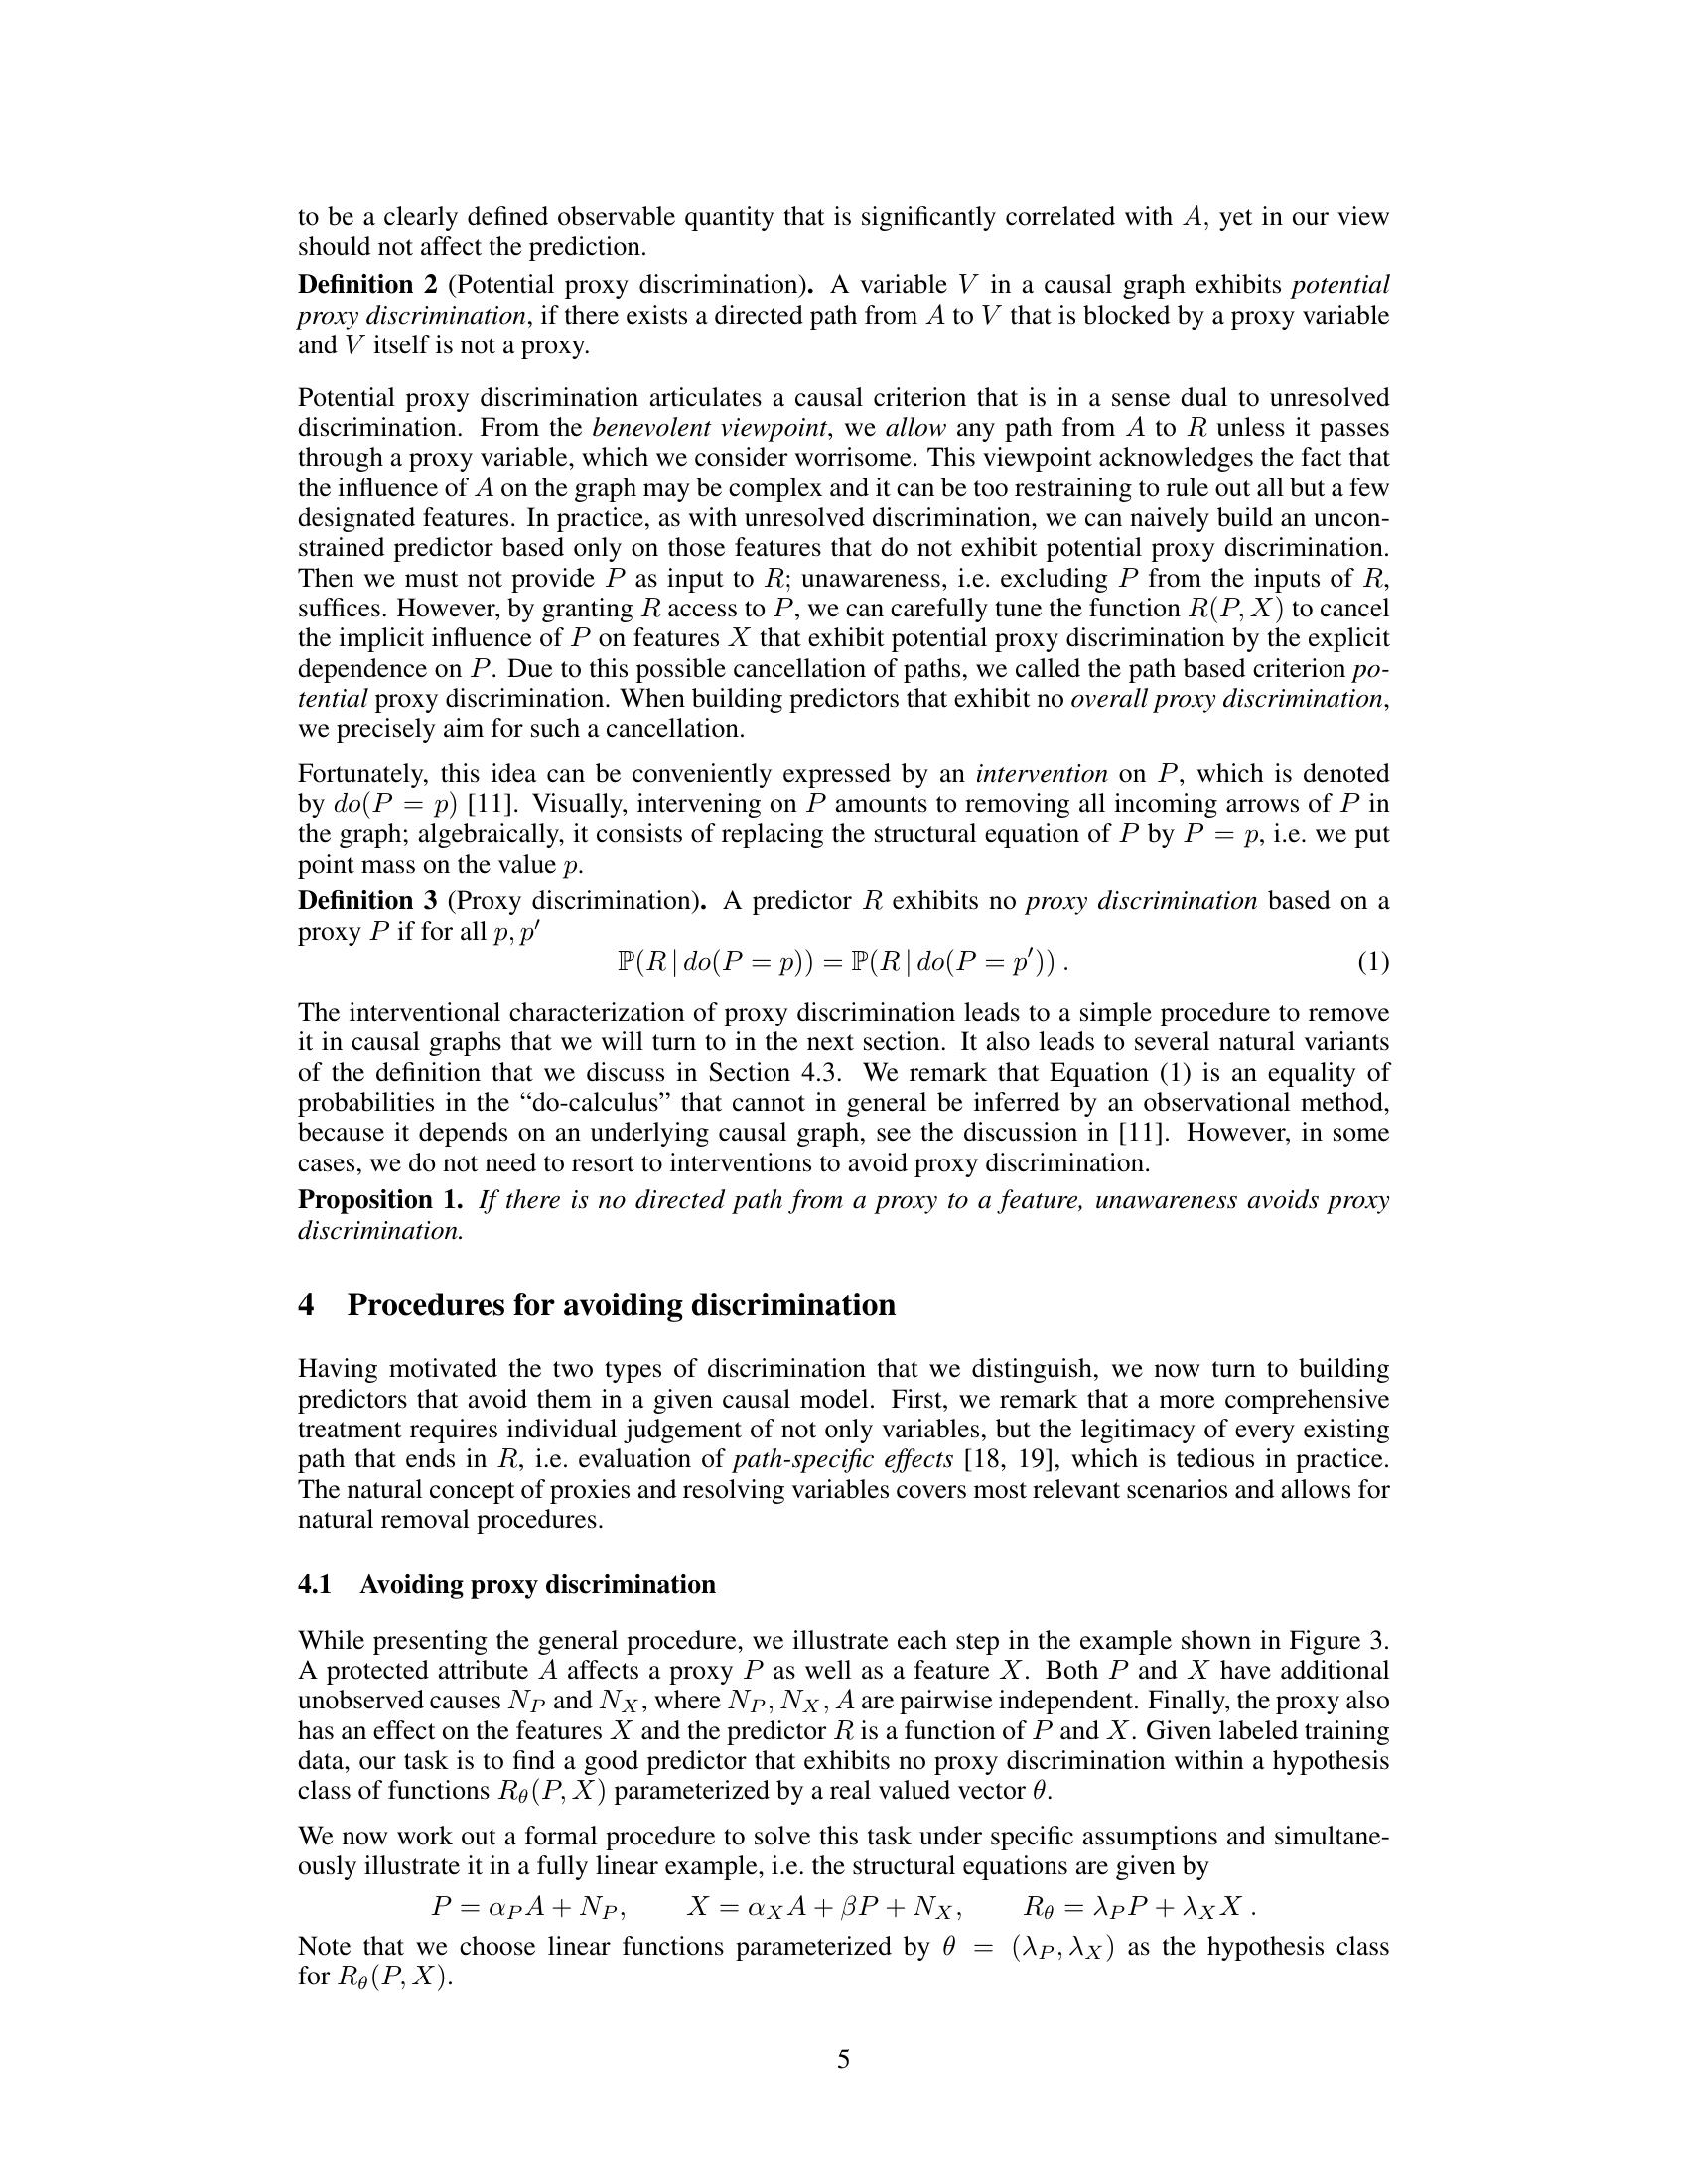 to be a clearly defined observable quantity that is significantly correlated with A, yet in our view
should not affect the prediction.
Definition 2 (Potential proxy discrimination). A variable V in a causal graph exhibits potential
proxy discrimination, if there exists a directed path from A to V that is blocked by a proxy variable
and V itself is not a proxy.
Potential proxy discrimination articulates a causal criterion that is in a sense dual to unresolved
discrimination. From the benevolent viewpoint, we allow any path from A to R unless it passes
through a proxy variable, which we consider worrisome. This viewpoint acknowledges the fact that
the influence of A on the graph may be complex and it can be too restraining to rule out all but a few
designated features. In practice, as with unresolved discrimination, we can naively build an uncon-
strained predictor based only on those features that do not exhibit potential proxy discrimination.
Then we must not provide P as input to R; unawareness, i.e. excluding P from the inputs of R,
suffices. However, by granting R access to P, we can carefully tune the function R(P, X) to cancel
the implicit influence of P on features X that exhibit potential proxy discrimination by the explicit
dependence on P. Due to this possible cancellation of paths, we called the path based criterion po-
tential proxy discrimination. When building predictors that exhibit no overall proxy discrimination,
we precisely aim for such a cancellation.
Fortunately, this idea can be conveniently expressed by an intervention on P, which is denoted
by do(P = p) [11]. Visually, intervening on P amounts to removing all incoming arrows of P in
the graph; algebraically, it consists of replacing the structural equation of P by P = p, i.e. we put
point mass on the value p.
Definition 3 (Proxy discrimination). A predictor R exhibits no proxy discrimination based on a
proxy P if for all p, p′
ℙ(R | do(P = p)) = ℙ(R | do(P = p′)) . (1)
The interventional characterization of proxy discrimination leads to a simple procedure to remove
it in causal graphs that we will turn to in the next section. It also leads to several natural variants
of the definition that we discuss in Section 4.3. We remark that Equation (1) is an equality of
probabilities in the “do-calculus” that cannot in general be inferred by an observational method,
because it depends on an underlying causal graph, see the discussion in [11]. However, in some
cases, we do not need to resort to interventions to avoid proxy discrimination.
Proposition 1. If there is no directed path from a proxy to a feature, unawareness avoids proxy
discrimination.
4 Procedures for avoiding discrimination
Having motivated the two types of discrimination that we distinguish, we now turn to building
predictors that avoid them in a given causal model. First, we remark that a more comprehensive
treatment requires individual judgement of not only variables, but the legitimacy of every existing
path that ends in R, i.e. evaluation of path-specific effects [18, 19], which is tedious in practice.
The natural concept of proxies and resolving variables covers most relevant scenarios and allows for
natural removal procedures.
4.1 Avoiding proxy discrimination
While presenting the general procedure, we illustrate each step in the example shown in Figure 3.
A protected attribute A affects a proxy P as well as a feature X. Both P and X have additional
unobserved causes N_P and N_X, where N_P, N_X, A are pairwise independent. Finally, the proxy also
has an effect on the features X and the predictor R is a function of P and X. Given labeled training
data, our task is to find a good predictor that exhibits no proxy discrimination within a hypothesis
class of functions R_θ(P, X) parameterized by a real valued vector θ.
We now work out a formal procedure to solve this task under specific assumptions and simultane-
ously illustrate it in a fully linear example, i.e. the structural equations are given by
P = α_P A + N_P, X = α_X A + βP + N_X, R_θ = λ_P P + λ_X X .
Note that we choose linear functions parameterized by θ = (λ_P, λ_X) as the hypothesis class
for R_θ(P, X).
5